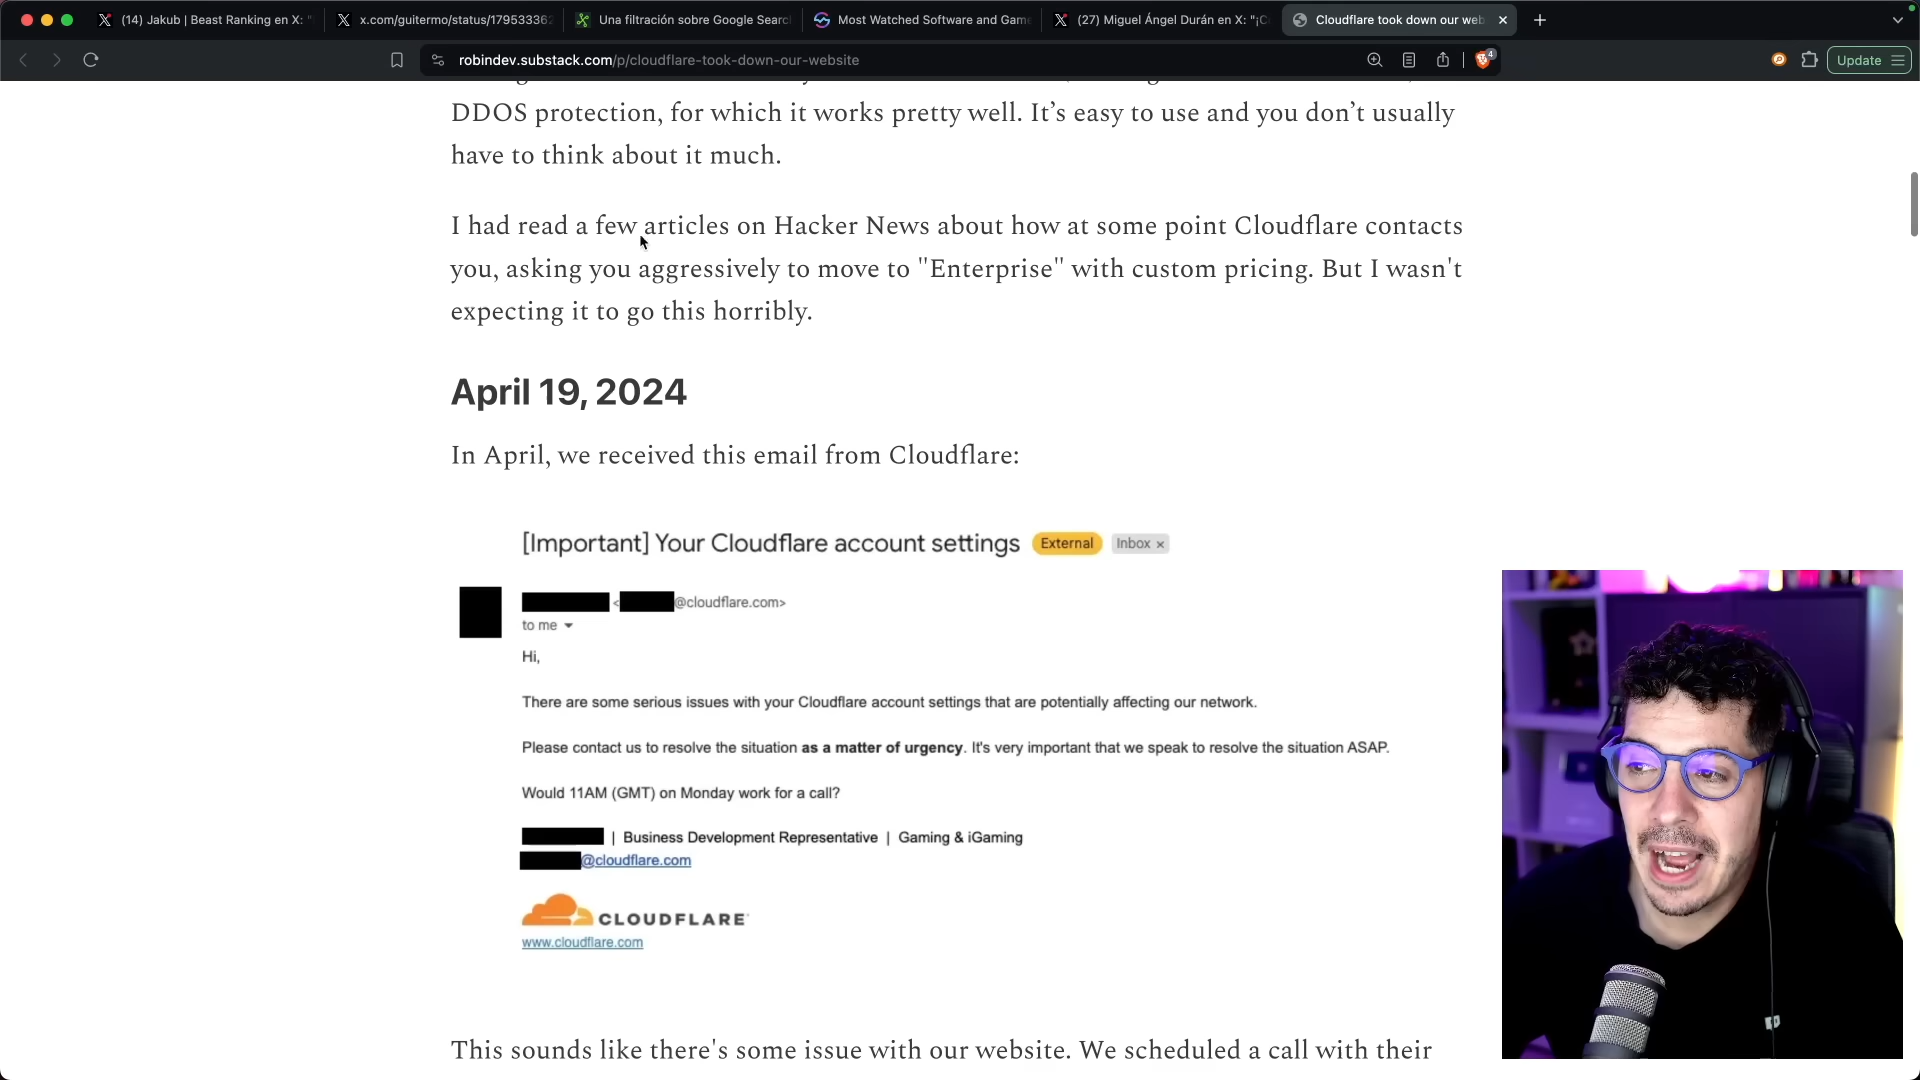 (14) Jakub | Beast Ranking en X: "
x.com/guitermo/status/179533362
Una filtración sobre Google Searc
Most Watched Software and Game
(27) Miguel Ángel Durán en X: "¡C
Cloudflare took down our web
robindev.substack.com/p/cloudflare-took-down-our-website
4
Update
DDOS protection, for which it works pretty well. It’s easy to use and you don’t usually
have to think about it much.
I had read a few articles on Hacker News about how at some point Cloudflare contacts
you, asking you aggressively to move to "Enterprise" with custom pricing. But I wasn't
expecting it to go this horribly.
April 19, 2024
In April, we received this email from Cloudflare:
[Important] Your Cloudflare account settings External Inbox ×
<@cloudflare.com>
to me
Hi,
There are some serious issues with your Cloudflare account settings that are potentially affecting our network.
Please contact us to resolve the situation as a matter of urgency. It's very important that we speak to resolve the situation ASAP.
Would 11AM (GMT) on Monday work for a call?
| Business Development Representative | Gaming & iGaming
@cloudflare.com
CLOUDFLARE
www.cloudflare.com
This sounds like there's some issue with our website. We scheduled a call with their